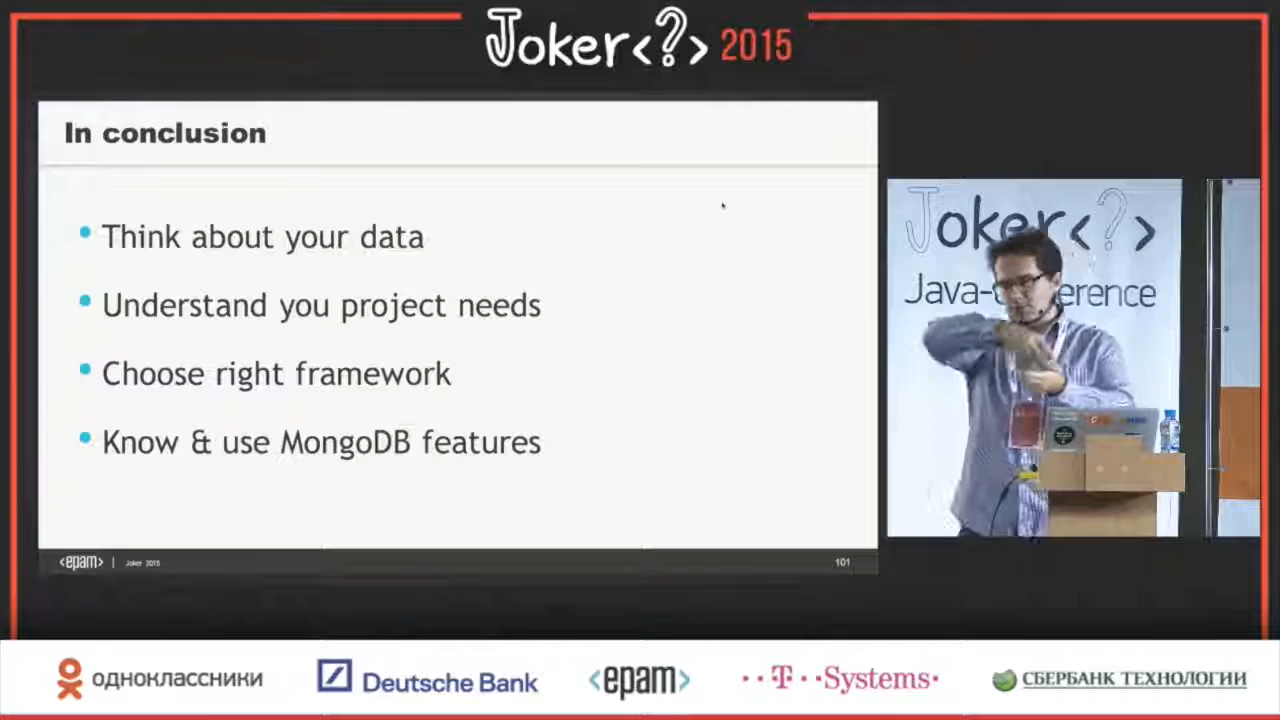 Joker<?> 2015
In conclusion
Think about your data
Understand you project needs
Choose right framework
Know & use MongoDB features
<epam> | Joker 2015 101
Joker<?>
Java-c erence
одноклассники Deutsche Bank <epam> ··T··Systems· СБЕРБАНК ТЕХНОЛОГИИ